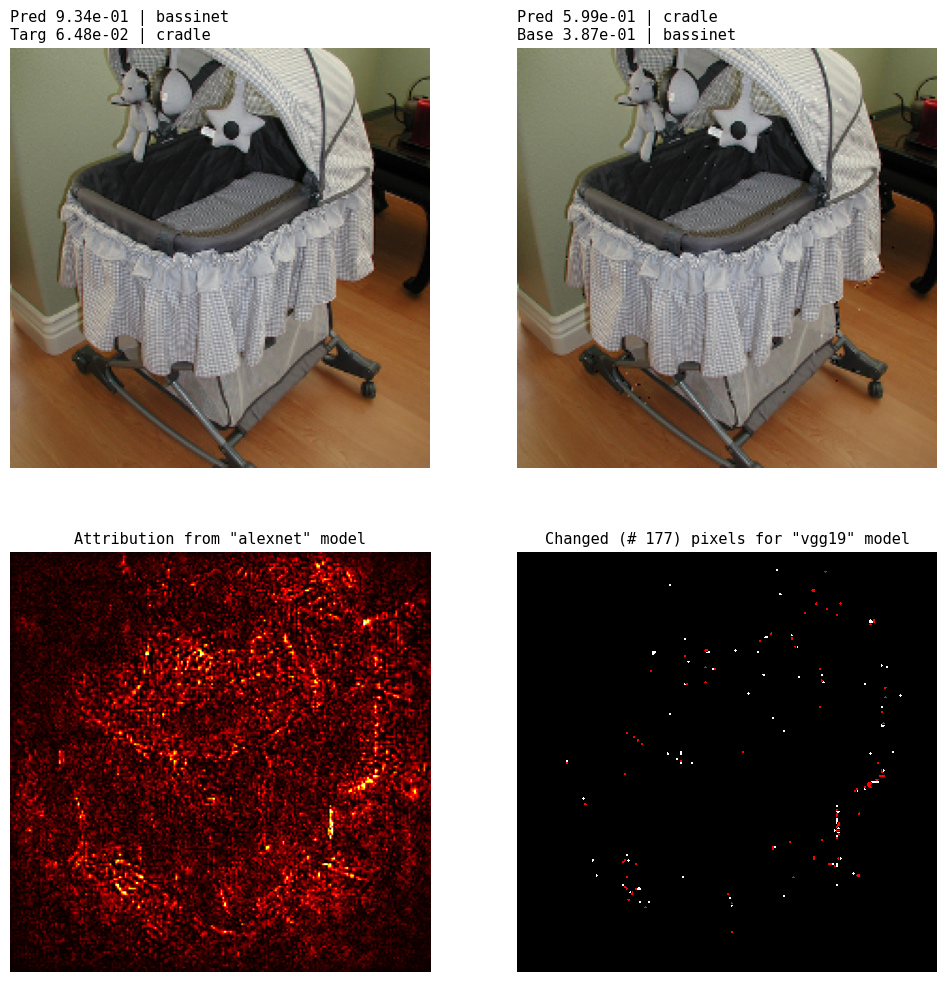 Pred 9.34e-01 | bassinet
Targ 6.48e-02 | cradle
Pred 5.99e-01 | cradle
Base 3.87e-01 | bassinet
Attribution from "alexnet" model
Changed (# 177) pixels for "vgg19" model